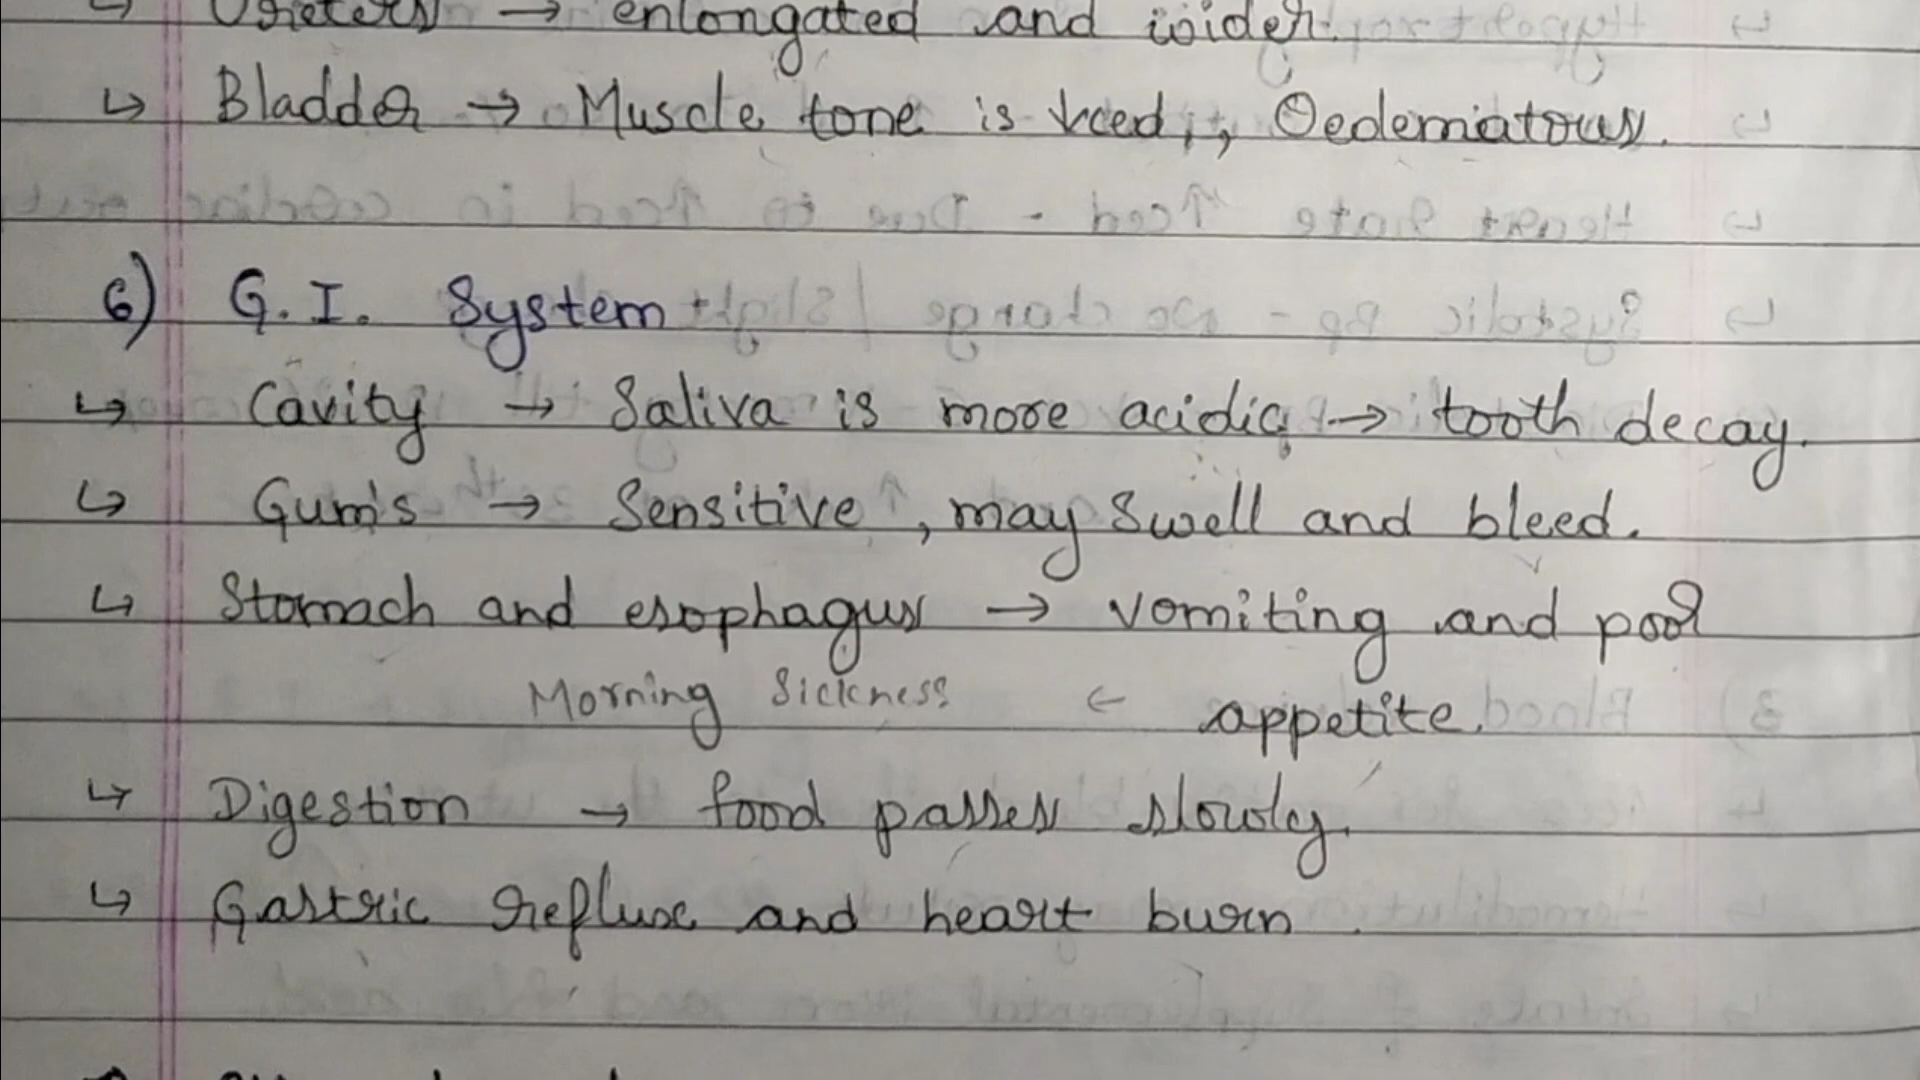 ↳ Ureters → enlongated and wider.
↳ Bladder → Muscle tone is ↓ced, , Oedematous.
6) G. I. System
↳ Cavity → Saliva is more acidic, → tooth decay.
↳ Gum's → Sensitive, may swell and bleed.
↳ Stomach and esophagus → vomiting and poor
Morning Sickness ← appetite.
↳ Digestion → food passes slowly.
↳ Gastric reflux and heart burn.